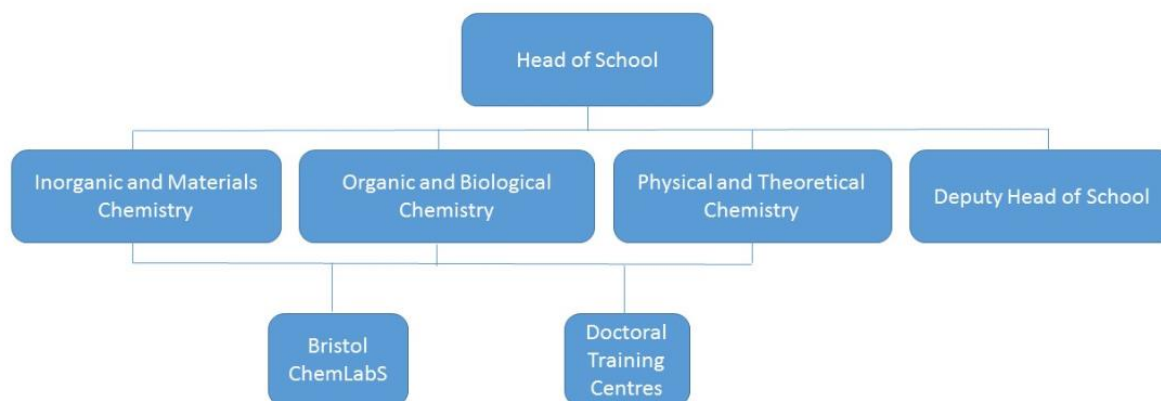 Head of School
Inorganic and Materials
Chemistry
Organic and Biological
Chemistry
Physical and Theoretical
Chemistry
Deputy Head of School
Bristol
ChemLabS
Doctoral
Training
Centres